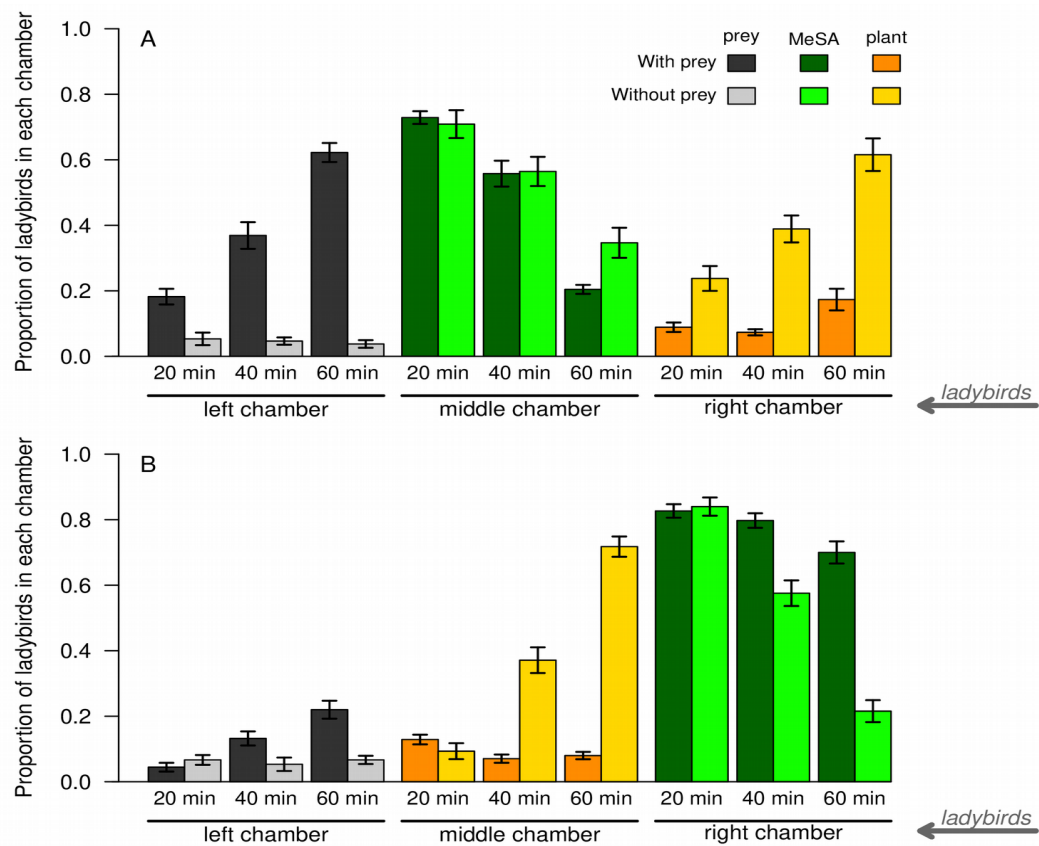 Proportion of ladybirds in each chamber
1.0
0.8
0.6
0.4
0.2
0.0
A
prey MeSA plant
With prey
Without prey
20 min 40 min 60 min 20 min 40 min 60 min 20 min 40 min 60 min
left chamber middle chamber right chamber
ladybirds
Proportion of ladybirds in each chamber
1.0
0.8
0.6
0.4
0.2
0.0
B
20 min 40 min 60 min 20 min 40 min 60 min 20 min 40 min 60 min
left chamber middle chamber right chamber
ladybirds